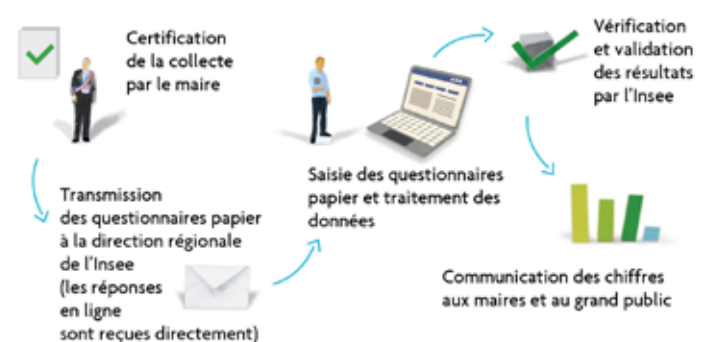 Certification
de la collecte
par le maire
Transmission
des questionnaires papier
à la direction régionale
de l'Insee
(les réponses
en ligne
sont reçues directement)
Saisie des questionnaires
papier et traitement des
données
Vérification
et validation
des résultats
par l'Insee
Communication des chiffres
aux maires et au grand public